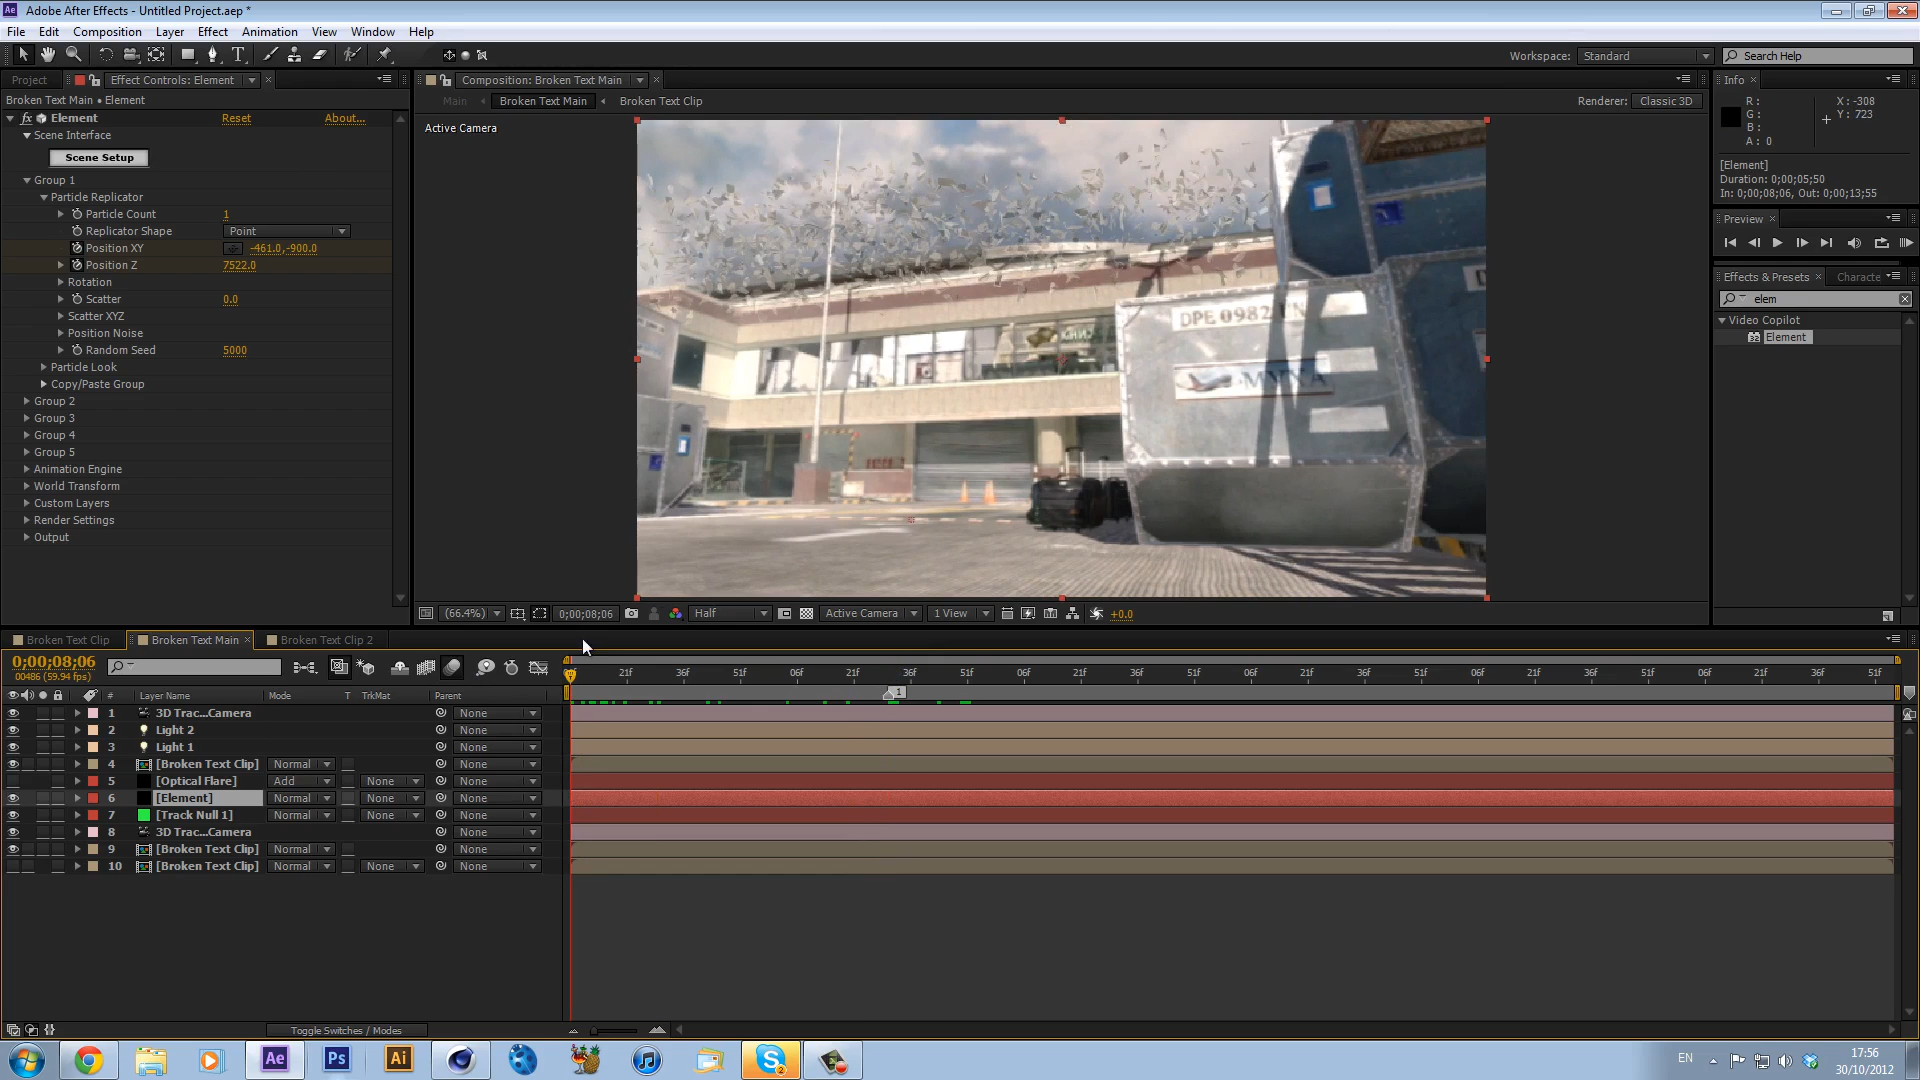 Adobe After Effects - Untitled Project.aep *
File Edit Composition Layer Effect Animation View Window Help
Workspace: Standard Search Help
Project Effect Controls: Element
Broken Text Main • Element
fx Element Reset About...
Scene Interface
Scene Setup
Group 1
Particle Replicator
Particle Count 1
Replicator Shape Point
Position XY -461.0,-900.0
Position Z 7522.0
Rotation
Scatter 0.0
Scatter XYZ
Position Noise
Random Seed 5000
Particle Look
Copy/Paste Group
Group 2
Group 3
Group 4
Group 5
Animation Engine
World Transform
Custom Layers
Render Settings
Output
Composition: Broken Text Main
Main Broken Text Main Broken Text Clip Renderer: Classic 3D
Active Camera
DPE 0982 UN
(66.4%) 0;00;08;06 Half Active Camera 1 View +0.0
Info
R:
G:
B:
A: 0
X: -308
Y: 723
[Element]
Duration: 0;00;05;50
In: 0;00;08;06, Out: 0;00;13;55
Preview
Effects & Presets Characte
elem
Video Copilot
Element
Broken Text Clip Broken Text Main Broken Text Clip 2
0;00;08;06
00486 (59.94 fps)
21f 36f 51f 06f 21f 36f 51f 06f 21f 36f 51f 06f 21f 36f 51f 06f 21f 36f 51f 06f 21f 36f 51f
1
# Layer Name Mode T TrkMat Parent
1 3D Trac...Camera None
2 Light 2 None
3 Light 1 None
4 [Broken Text Clip] Normal None
5 [Optical Flare] Add None None
6 [Element] Normal None None
7 [Track Null 1] Normal None None
8 3D Trac...Camera None
9 [Broken Text Clip] Normal None
10 [Broken Text Clip] Normal None None
Toggle Switches / Modes
Ae Ps Ai S 2
EN
17:56
30/10/2012